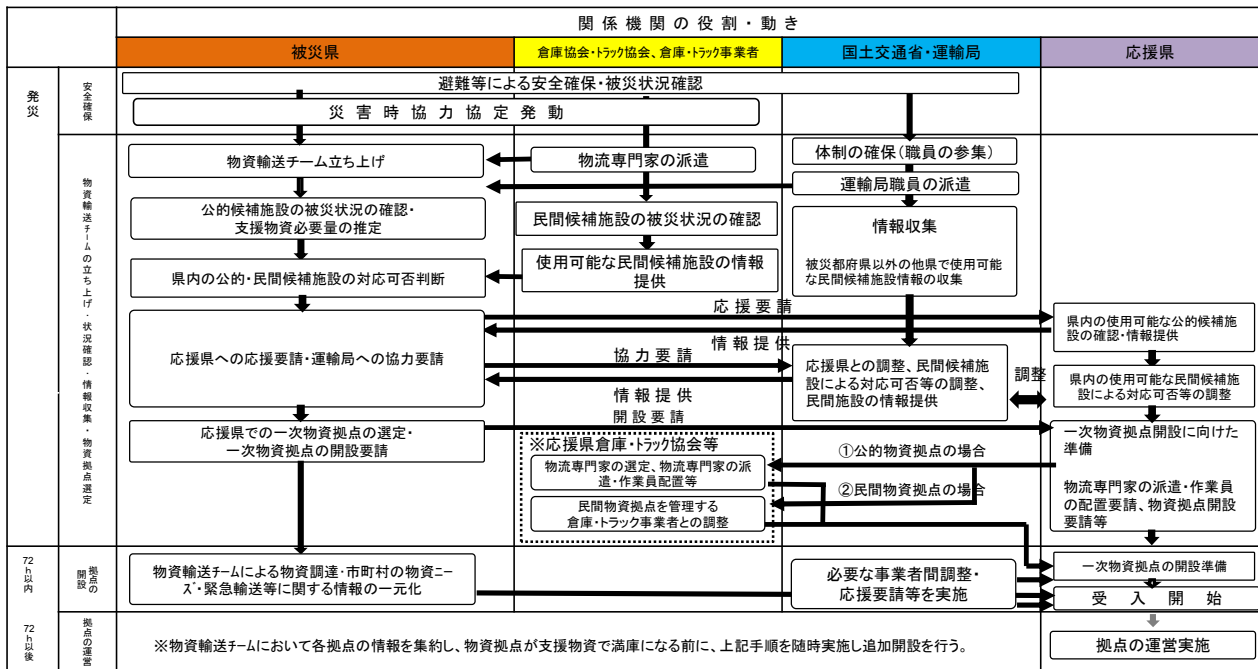 関係機関の役割・動き
被災県
倉庫協会・トラック協会、倉庫・トラック事業者
国土交通省・運輸局
応援県
発災
安全確保
避難等による安全確保・被災状況確認
災害時協力協定発動
物資輸送チームの立ち上げ・状況確認・情報収集・物資拠点選定
物資輸送チーム立ち上げ
物流専門家の派遣
体制の確保(職員の参集)
運輸局職員の派遣
公的候補施設の被災状況の確認・
支援物資必要量の推定
民間候補施設の被災状況の確認
情報収集
被災都府県以外の他県で使用可能
な民間候補施設情報の収集
県内の公的・民間候補施設の対応可否判断
使用可能な民間候補施設の情報
提供
応援要請
県内の使用可能な公的候補施
設の確認・情報提供
情報提供
応援県への応援要請・運輸局への協力要請
協力要請
応援県との調整、民間候補施
設による対応可否等の調整、
民間施設の情報提供
調整
県内の使用可能な民間候補施
設による対応可否等の調整
情報提供
開設要請
応援県での一次物資拠点の選定・
一次物資拠点の開設要請
※応援県倉庫・トラック協会等
物流専門家の選定、物流専門家の派
遣・作業員配置等
民間物資拠点を管理する
倉庫・トラック事業者との調整
①公的物資拠点の場合
②民間物資拠点の場合
一次物資拠点開設に向けた
準備
物流専門家の派遣・作業員
の配置要請、物資拠点開設
要請等
72h以内
拠点の開設
物資輸送チームによる物資調達・市町村の物資ニー
ズ・緊急輸送等に関する情報の一元化
必要な事業者間調整・
応援要請等を実施
一次物資拠点の開設準備
受入開始
72h以後
拠点の運営
※物資輸送チームにおいて各拠点の情報を集約し、物資拠点が支援物資で満庫になる前に、上記手順を随時実施し追加開設を行う。
拠点の運営実施